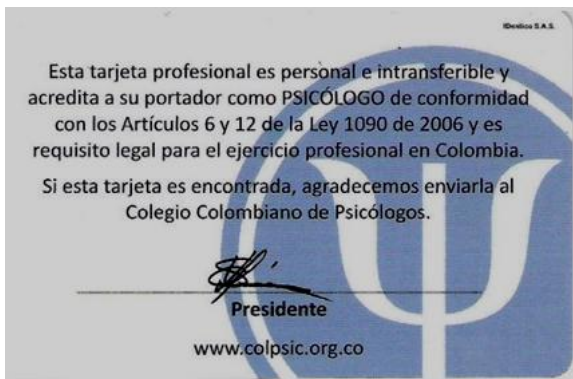 IDentico S.A.S.
Esta tarjeta profesional es personal e intransferible y
acredita a su portador como PSICÓLOGO de conformidad
con los Artículos 6 y 12 de la Ley 1090 de 2006 y es
requisito legal para el ejercicio profesional en Colombia.
Si esta tarjeta es encontrada, agradecemos enviarla al
Colegio Colombiano de Psicólogos.
Presidente
www.colpsic.org.co